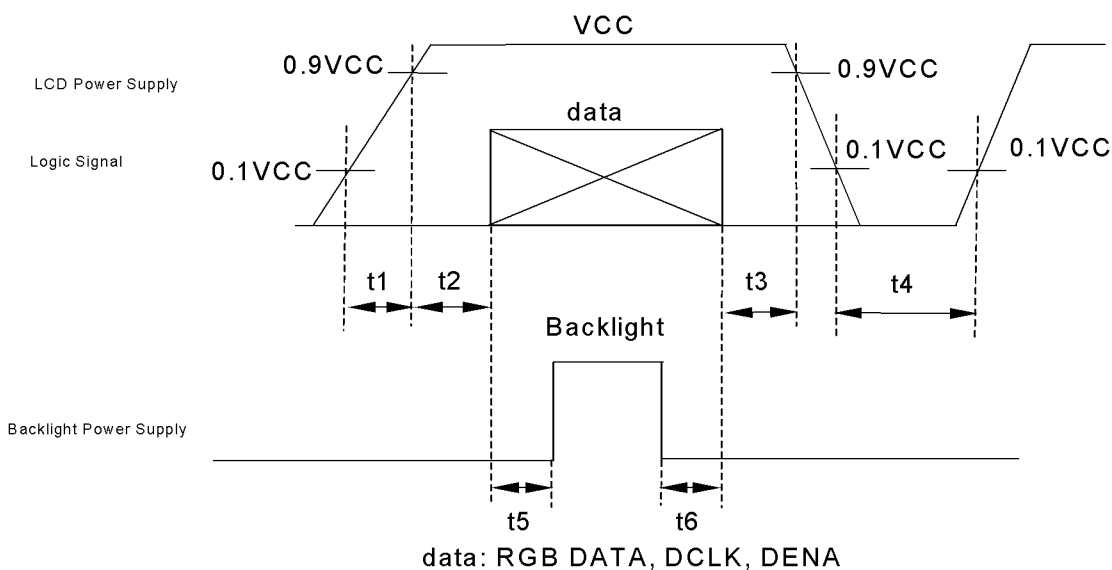 VCC
LCD Power Supply
0.9VCC
0.9VCC
data
Logic Signal
0.1VCC
0.1VCC
0.1VCC
t1
t2
t3
t4
Backlight
Backlight Power Supply
t5
t6
data: RGB DATA, DCLK, DENA